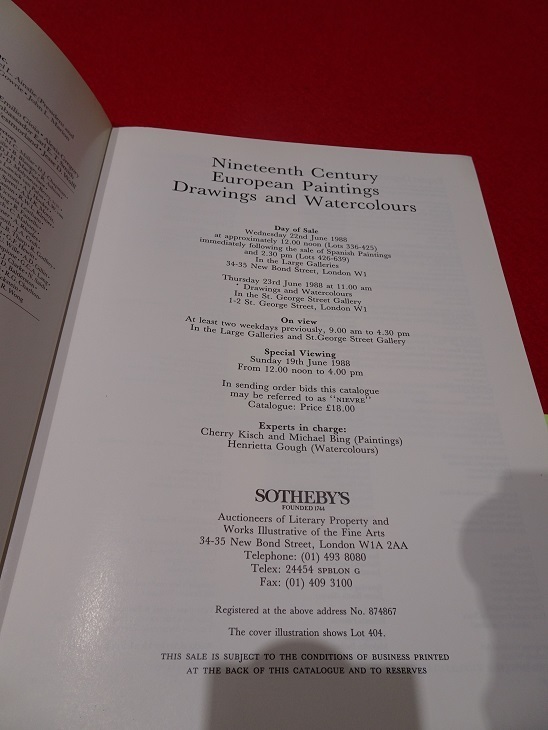 Nineteenth Century
European Paintings
Drawings and Watercolours
Day of Sale
Wednesday 22nd June 1988
at approximately 12.00 noon (Lots 336-425)
immediately following the sale of Spanish Paintings
and 2.30 pm (Lots 426-639)
In the Large Galleries
34-35 New Bond Street, London W1
Thursday 23rd June 1988 at 11.00 am
Drawings and Watercolours
In the St. George Street Gallery
1-2 St. George Street, London W1
On view
At least two weekdays previously, 9.00 am to 4.30 pm
In the Large Galleries and St.George Street Gallery
Special Viewing
Sunday 19th June 1988
From 12.00 noon to 4.00 pm
In sending order bids this catalogue
may be referred to as "NIEVRE"
Catalogue: Price £18.00
Experts in charge:
Cherry Kisch and Michael Bing (Paintings)
Henrietta Gough (Watercolours)
SOTHEBY'S
FOUNDED 1744
Auctioneers of Literary Property and
Works Illustrative of the Fine Arts
34-35 New Bond Street, London W1A 2AA
Telephone: (01) 493 8080
Telex: 24454 SPBLON G
Fax: (01) 409 3100
Registered at the above address No. 874867
The cover illustration shows Lot 404.
THIS SALE IS SUBJECT TO THE CONDITIONS OF BUSINESS PRINTED
AT THE BACK OF THIS CATALOGUE AND TO RESERVES